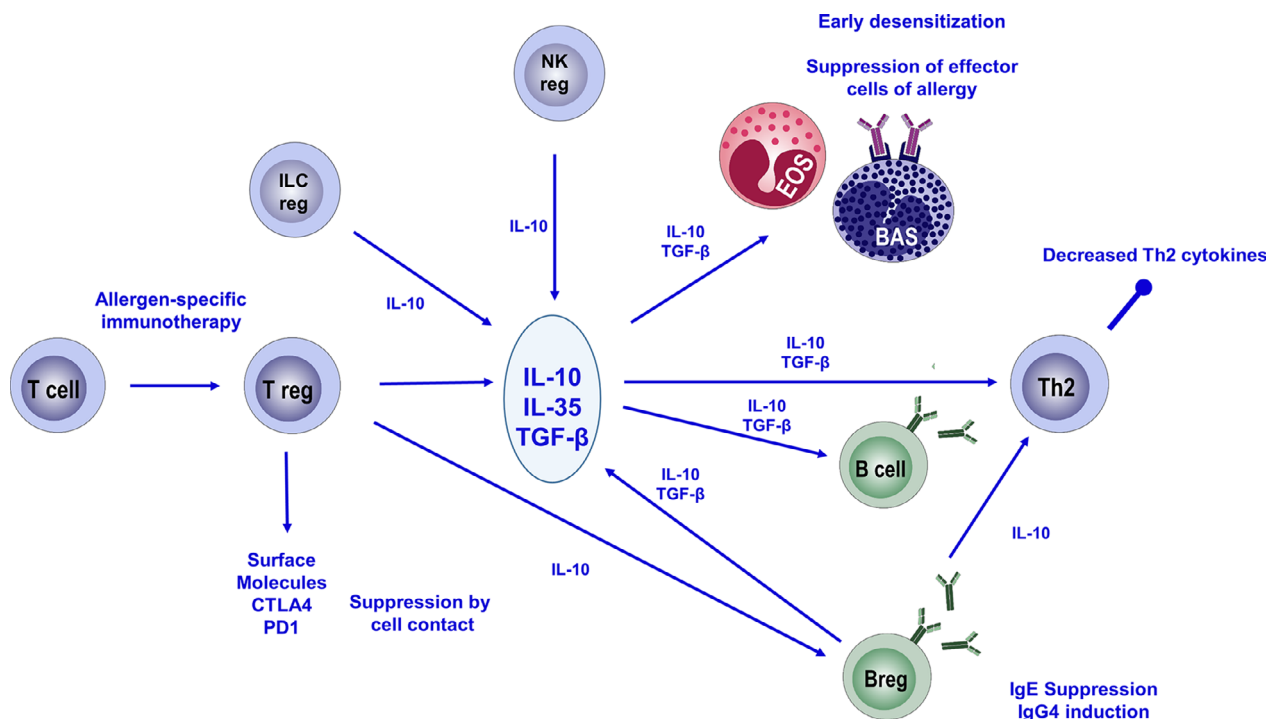 Early desensitization
Suppression of effector
cells of allergy
NK
reg
ILC
reg
EOS
BAS
IL-10
IL-10
TGF-β
Decreased Th2 cytokines
IL-10
Allergen-specific
immunotherapy
T cell
T reg
IL-10
IL-35
TGF-β
IL-10
TGF-β
Th2
IL-10
TGF-β
B cell
IL-10
TGF-β
IL-10
IL-10
Surface
Molecules
CTLA4
PD1
Suppression by
cell contact
Breg
IgE Suppression
IgG4 induction